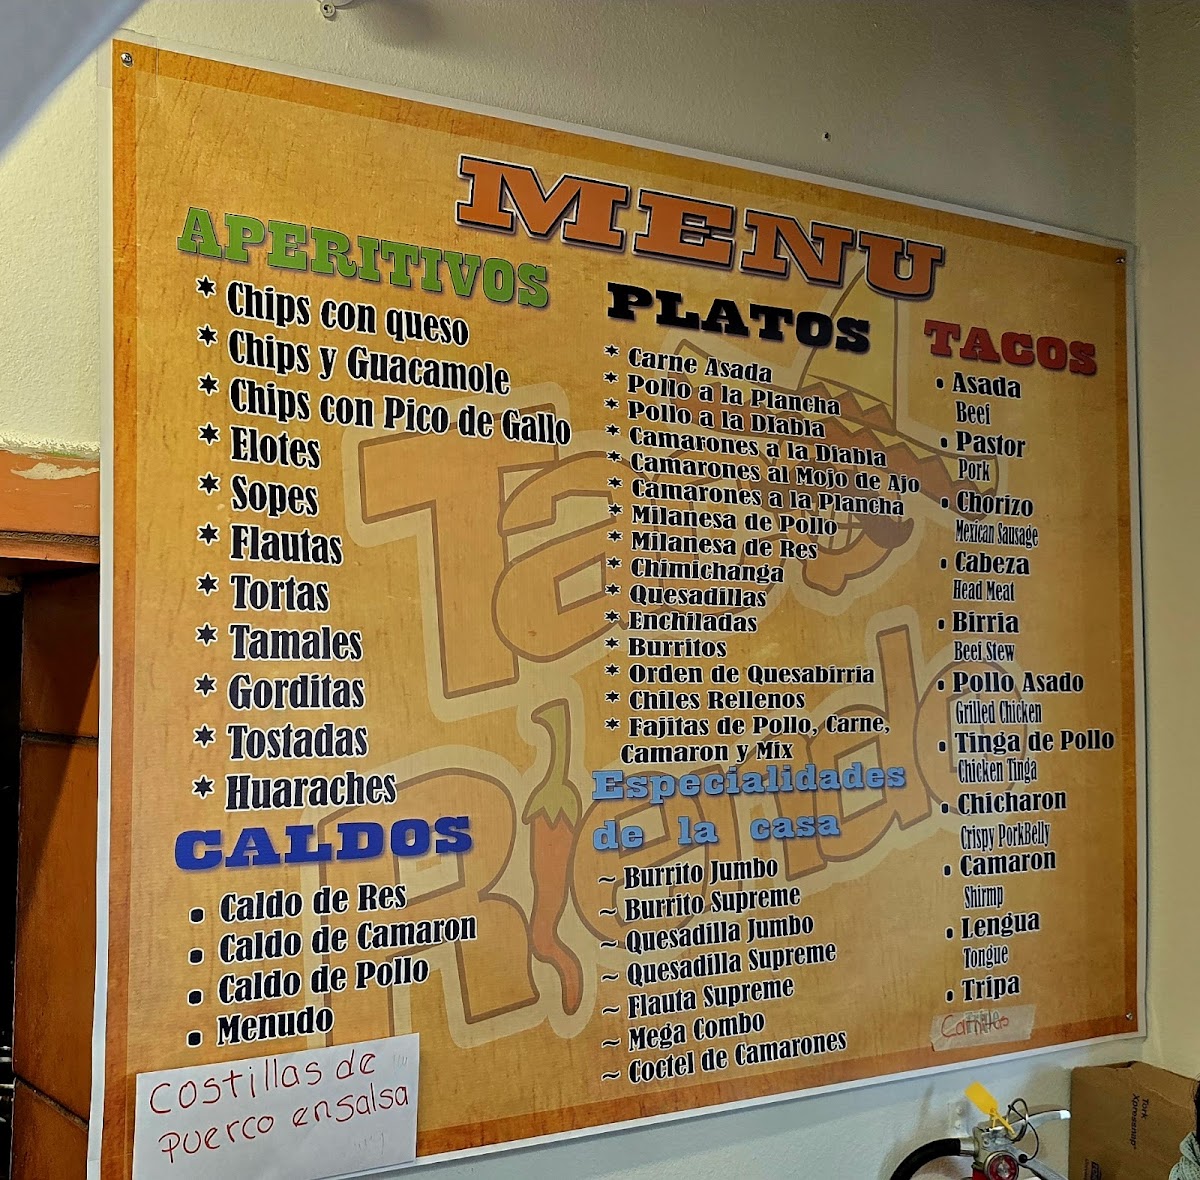 MENU
APERITIVOS
* Chips con queso
* Chips y Guacamole
* Chips con Pico de Gallo
* Elotes
* Sopes
* Flautas
* Tortas
* Tamales
* Gorditas
* Tostadas
* Huaraches
CALDOS
• Caldo de Res
• Caldo de Camaron
• Caldo de Pollo
• Menudo
Costillas de
puerco en salsa
PLATOS
* Carne Asada
* Pollo a la Plancha
* Pollo a la DIabla
* Camarones a la Diabla
* Camarones al Mojo de Ajo
* Camarones a la Plancha
* Milanesa de Pollo
* Milanesa de Res
* Chimichanga
* Quesadillas
* Enchiladas
* Burritos
* Orden de Quesabirria
* Chiles Rellenos
* Fajitas de Pollo, Carne,
Camaron y Mix
Especialidades
de la casa
~ Burrito Jumbo
~ Burrito Supreme
~ Quesadilla Jumbo
~ Quesadilla Supreme
~ Flauta Supreme
~ Mega Combo
~ Coctel de Camarones
TACOS
• Asada
Beef
• Pastor
Pork
• Chorizo
Mexican Sausage
• Cabeza
Head Meat
• Birria
Beef Stew
• Pollo Asado
Grilled Chicken
• Tinga de Pollo
Chicken Tinga
• Chicharon
Crispy PorkBelly
• Camaron
Shirmp
• Lengua
Tongue
• Tripa
Taco
Riendo
Tork
Xpressnap